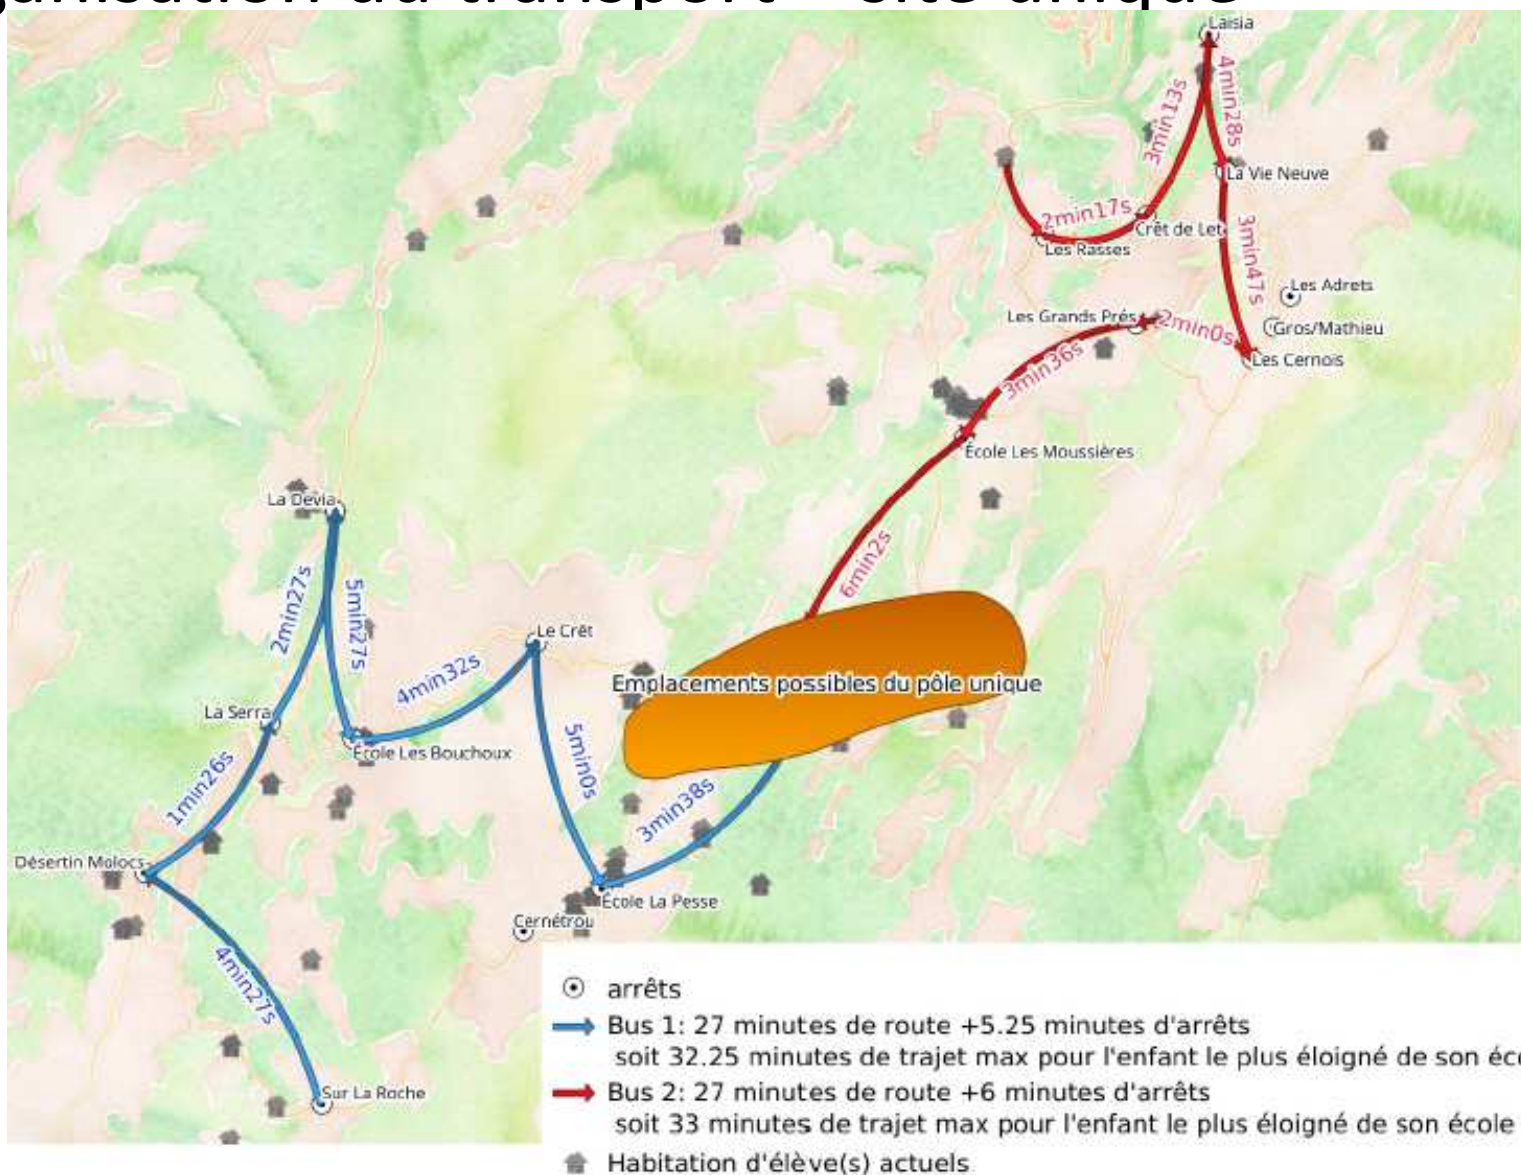 transport
site unique
Laisia
4min28s
3min13s
La Vie Neuve
2min17s
Crêt de Let
Les Rasses
3min47s
Les Adrets
Les Grands Prés
2min0s
Gros/Mathieu
3min36s
Les Cernois
École Les Moussières
La Devia
6min2s
2min27s
5min27s
Le Crêt
4min32s
Emplacements possibles du pôle unique
La Serra
École Les Bouchoux
5min0s
1min26s
3min38s
Désertin Molocs
École La Pesse
Cernétrou
4min27s
Sur La Roche
arrêts
Bus 1: 27 minutes de route +5.25 minutes d'arrêts
soit 32.25 minutes de trajet max pour l'enfant le plus éloigné de son
Bus 2: 27 minutes de route +6 minutes d'arrêts
soit 33 minutes de trajet max pour l'enfant le plus éloigné de son école
Habitation d'élève(s) actuels